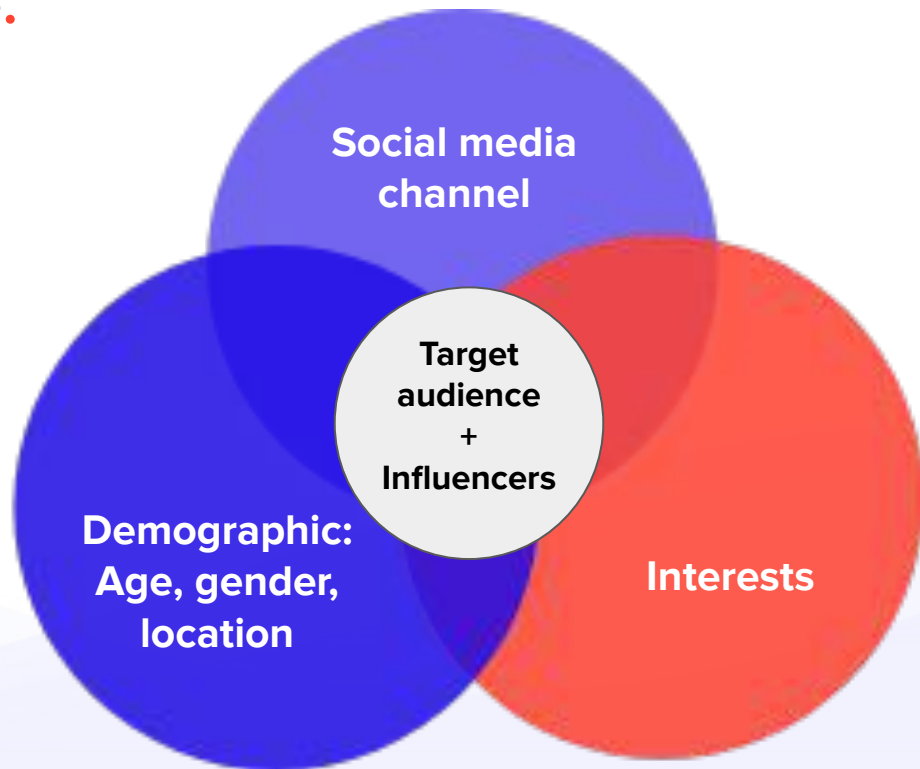 Social media
channel
Target
audience
+
Influencers
Demographic:
Age, gender,
location
Interests